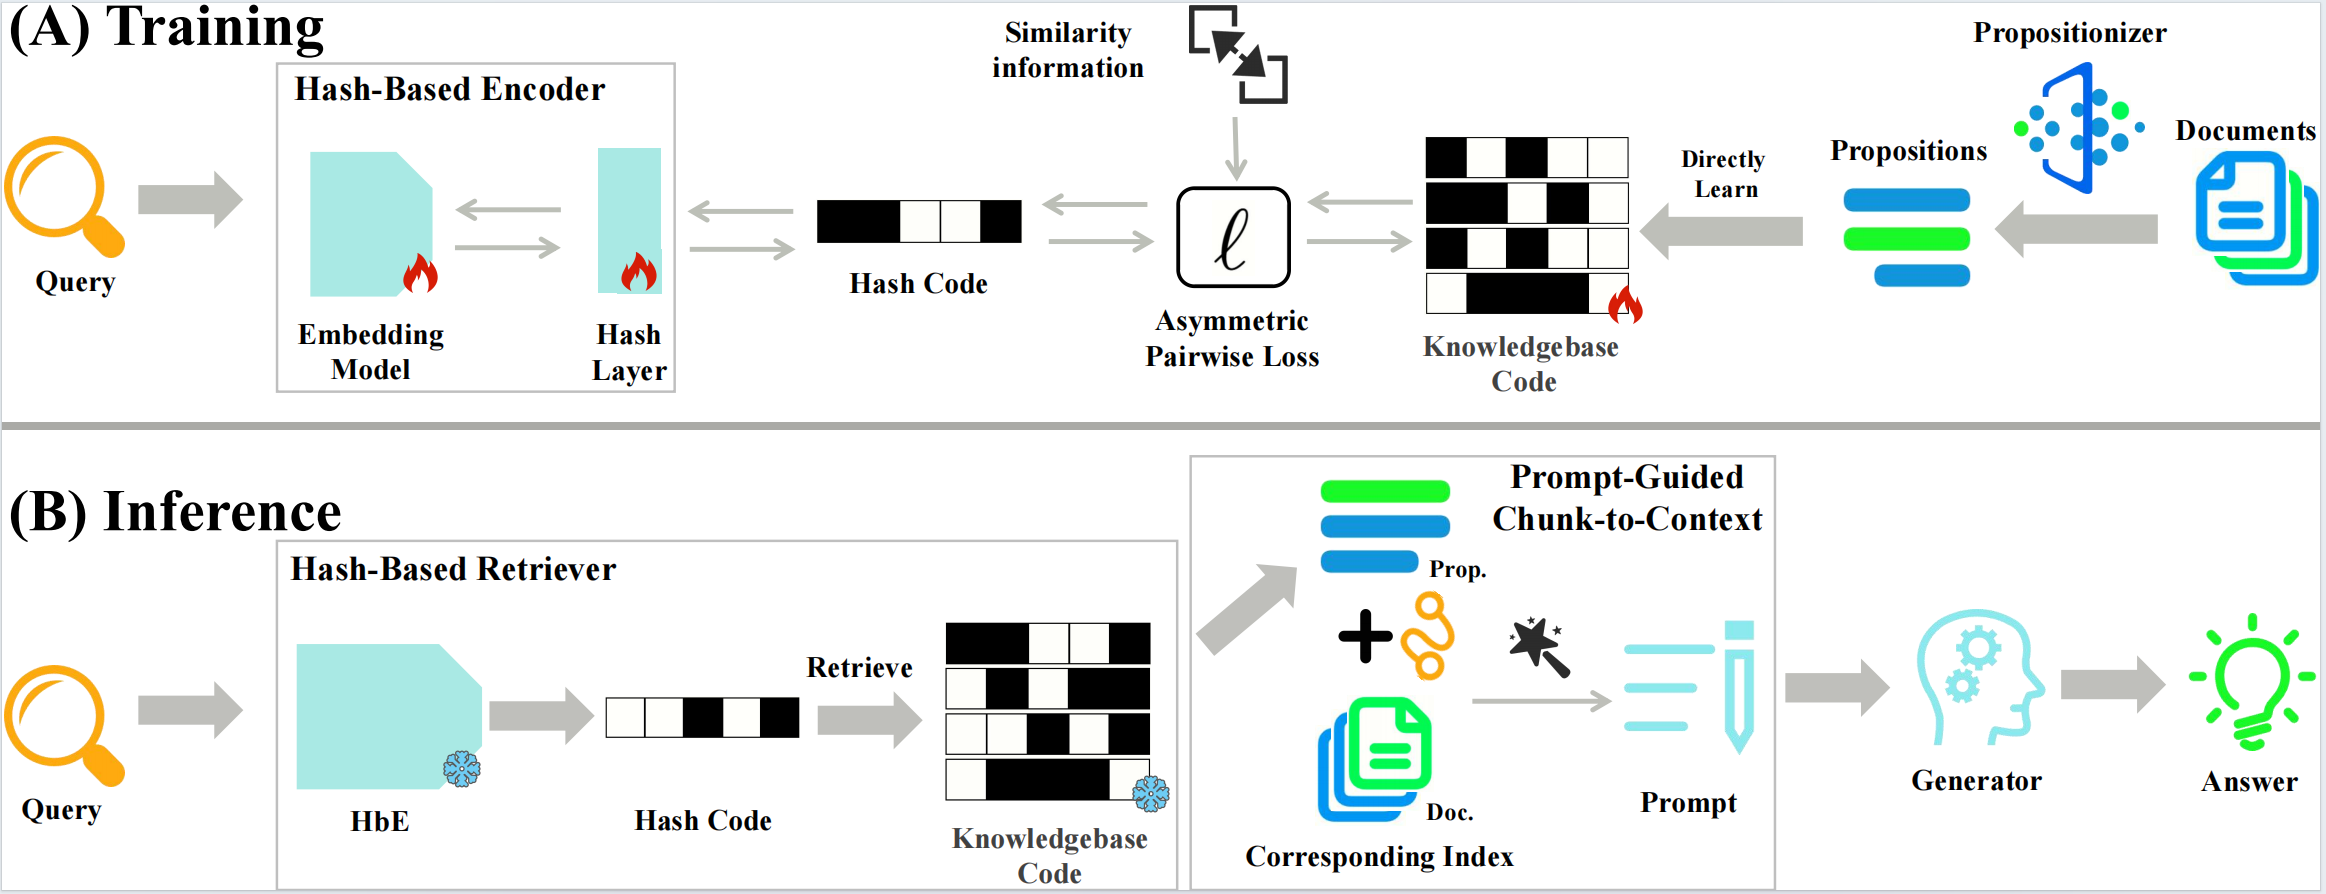 (A) Training
Similarity
information
Propositionizer
Hash-Based Encoder
Documents
Propositions
Directly
Learn
Query
Hash Code
ℓ
Asymmetric
Pairwise Loss
Embedding
Model
Hash
Layer
Knowledgebase
Code
(B) Inference
Prompt-Guided
Chunk-to-Context
Hash-Based Retriever
Prop.
Retrieve
Query
HbE
Hash Code
Knowledgebase
Code
Doc.
Corresponding Index
Prompt
Generator
Answer